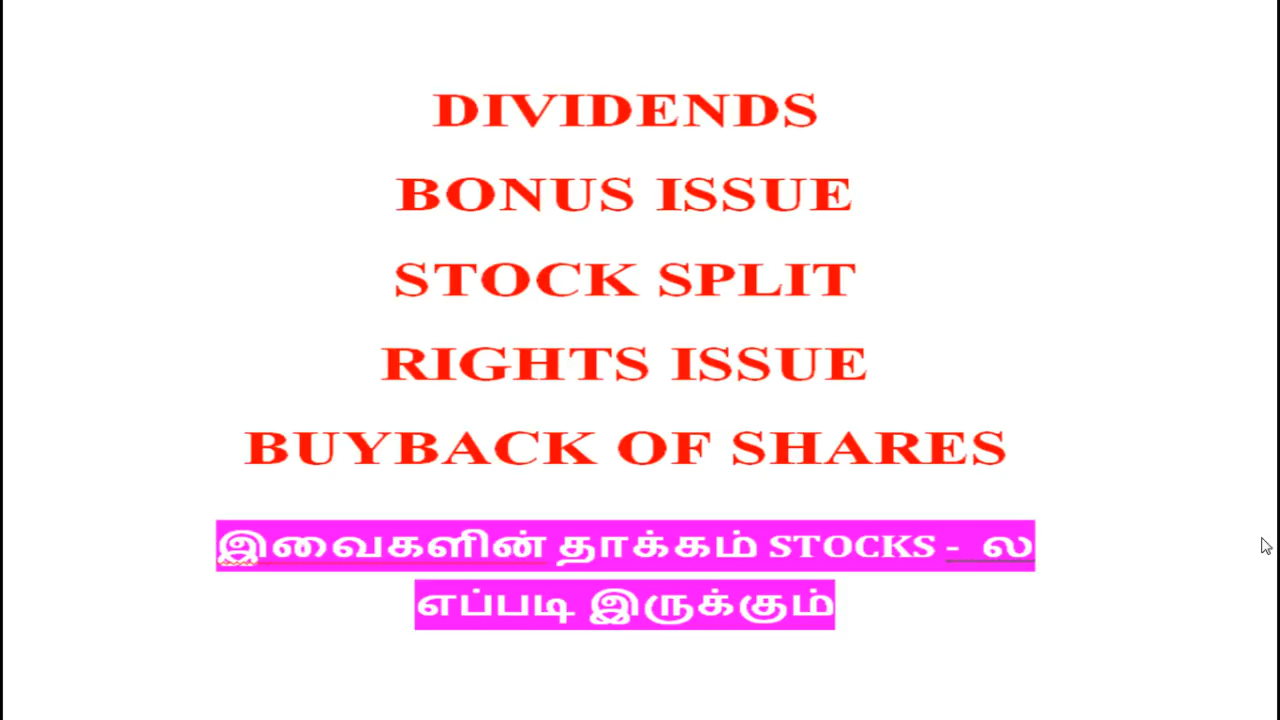 DIVIDENDS
BONUS ISSUE
STOCK SPLIT
RIGHTS ISSUE
BUYBACK OF SHARES
இவைகளின் தாக்கம் STOCKS - ல
எப்படி இருக்கும்